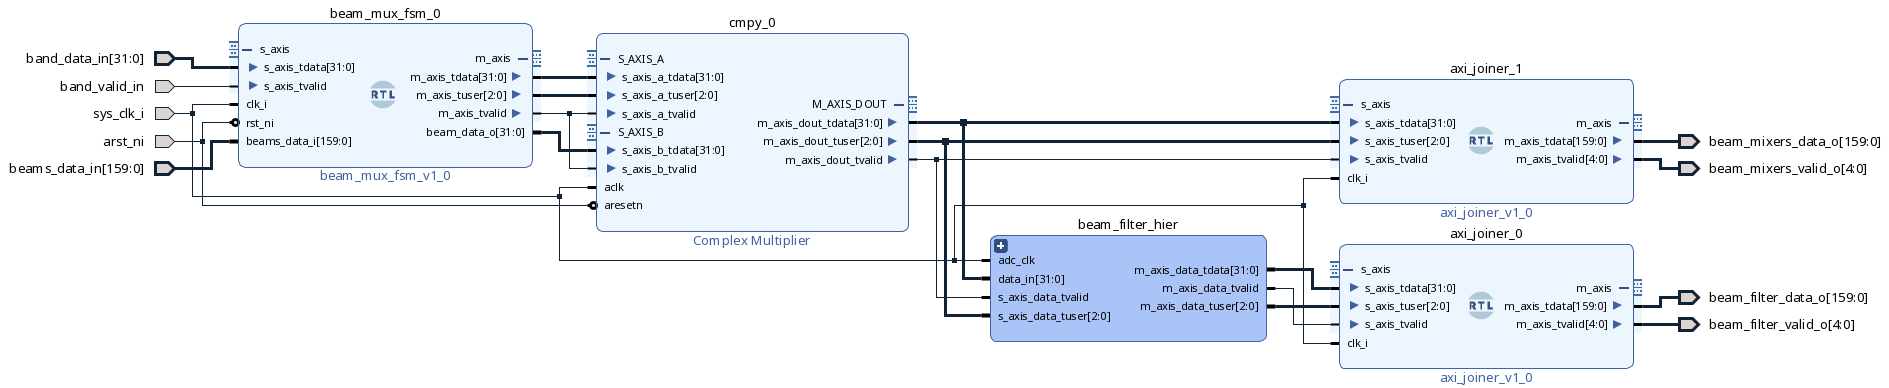 band_data_in[31:0]
band_valid_in
sys_clk_i
arst_ni
beams_data_in[159:0]
beam_mux_fsm_0
s_axis
s_axis_tdata[31:0]
s_axis_tvalid
clk_i
rst_ni
beams_data_i[159:0]
RTL
m_axis
m_axis_tdata[31:0]
m_axis_tuser[2:0]
m_axis_tvalid
beam_data_o[31:0]
beam_mux_fsm_v1_0
cmpy_0
S_AXIS_A
s_axis_a_tdata[31:0]
s_axis_a_tuser[2:0]
s_axis_a_tvalid
S_AXIS_B
s_axis_b_tdata[31:0]
s_axis_b_tvalid
aclk
aresetn
M_AXIS_DOUT
m_axis_dout_tdata[31:0]
m_axis_dout_tuser[2:0]
m_axis_dout_tvalid
Complex Multiplier
beam_filter_hier
adc_clk
data_in[31:0]
s_axis_data_tvalid
s_axis_data_tuser[2:0]
m_axis_data_tdata[31:0]
m_axis_data_tvalid
m_axis_data_tuser[2:0]
axi_joiner_1
s_axis
s_axis_tdata[31:0]
s_axis_tuser[2:0]
s_axis_tvalid
clk_i
RTL
m_axis
m_axis_tdata[159:0]
m_axis_tvalid[4:0]
axi_joiner_v1_0
axi_joiner_0
s_axis
s_axis_tdata[31:0]
s_axis_tuser[2:0]
s_axis_tvalid
clk_i
RTL
m_axis
m_axis_tdata[159:0]
m_axis_tvalid[4:0]
axi_joiner_v1_0
beam_mixers_data_o[159:0]
beam_mixers_valid_o[4:0]
beam_filter_data_o[159:0]
beam_filter_valid_o[4:0]